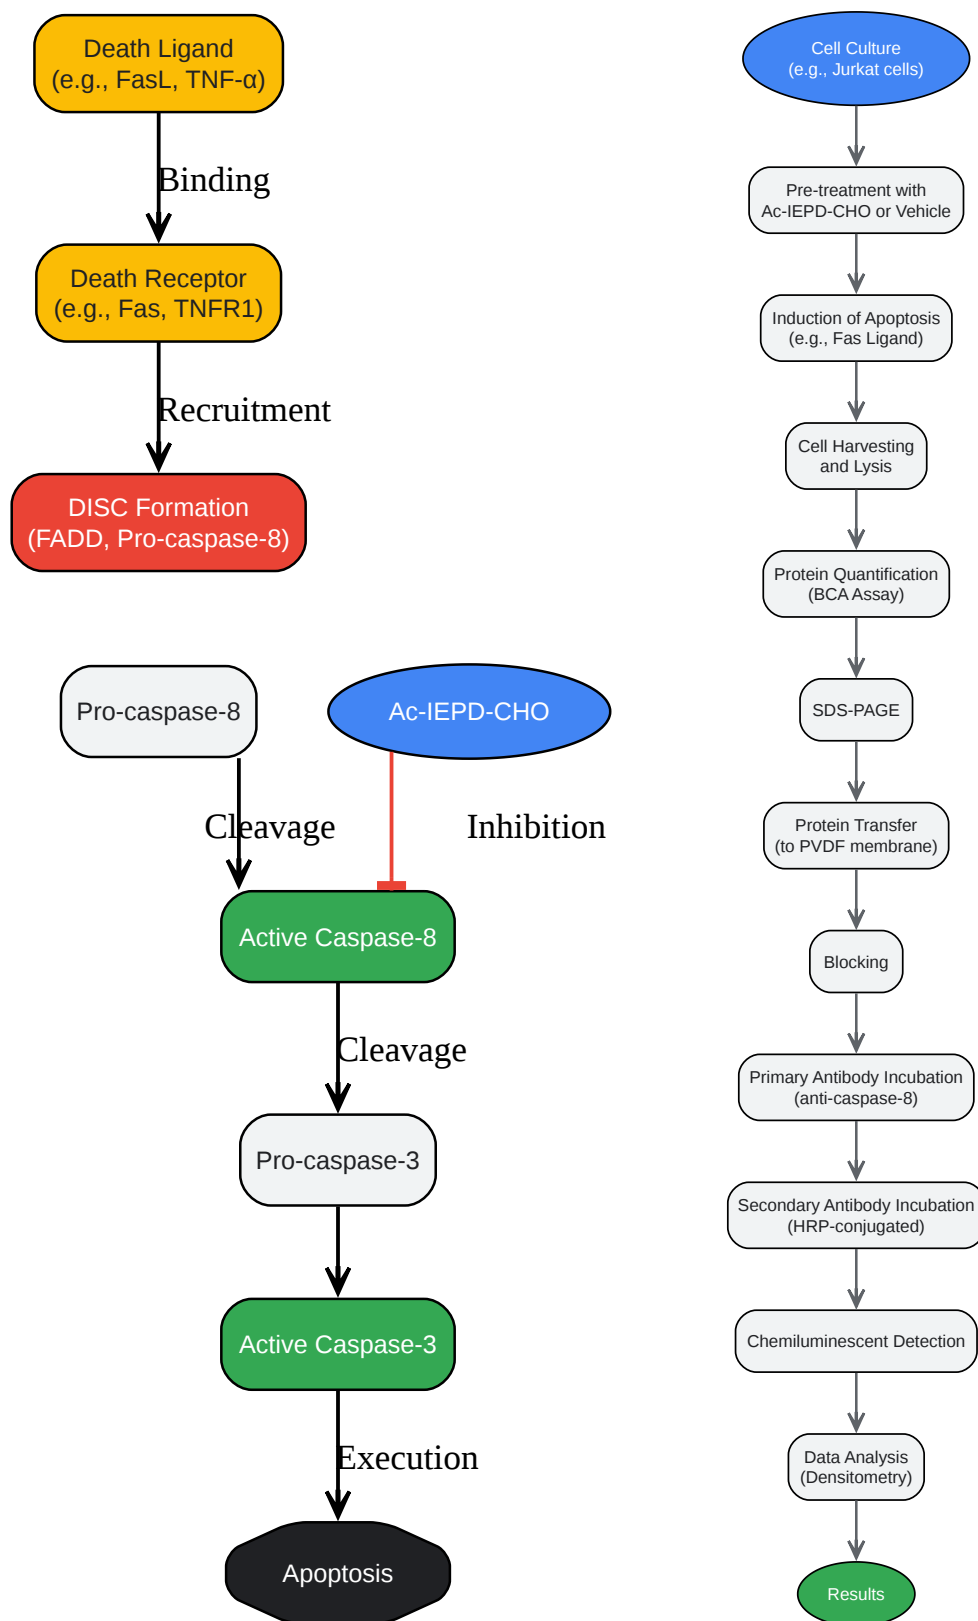 Death Ligand
(e.g., FasL, TNF-α)
Binding
Death Receptor
(e.g., Fas, TNFR1)
Recruitment
DISC Formation
(FADD, Pro-caspase-8)
Pro-caspase-8
Ac-IEPD-CHO
Cleavage
Inhibition
Active Caspase-8
Cleavage
Pro-caspase-3
Active Caspase-3
Execution
Apoptosis
Cell Culture
(e.g., Jurkat cells)
Pre-treatment with
Ac-IEPD-CHO or Vehicle
Induction of Apoptosis
(e.g., Fas Ligand)
Cell Harvesting
and Lysis
Protein Quantification
(BCA Assay)
SDS-PAGE
Protein Transfer
(to PVDF membrane)
Blocking
Primary Antibody Incubation
(anti-caspase-8)
Secondary Antibody Incubation
(HRP-conjugated)
Chemiluminescent Detection
Data Analysis
(Densitometry)
Results